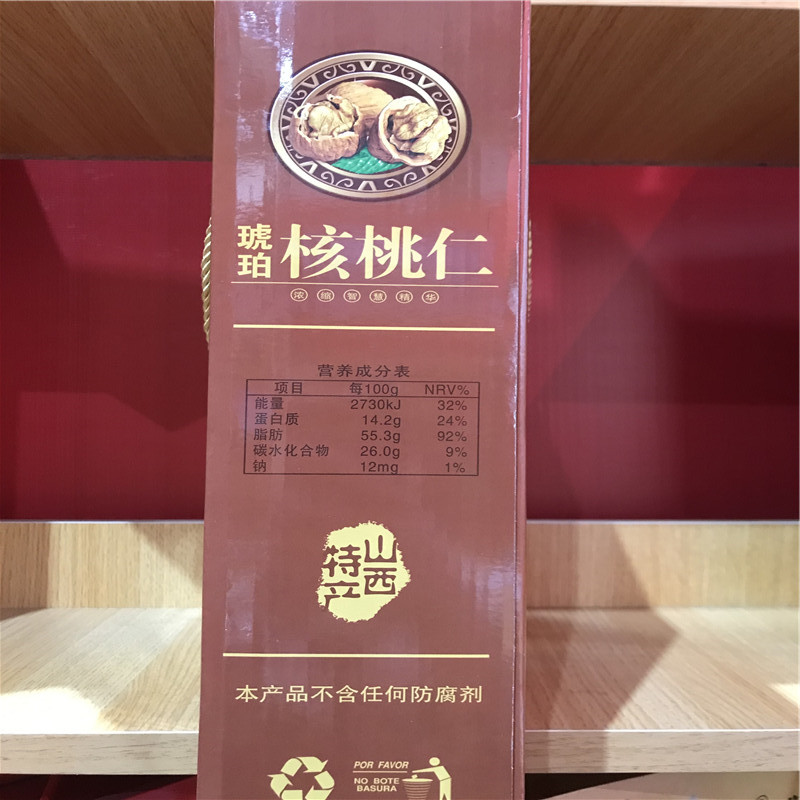 琥珀
核桃仁
浓缩智慧精华
营养成分表
项目 每100g NRV%
能量 2730kJ 32%
蛋白质 14.2g 24%
脂肪 55.3g 92%
碳水化合物 26.0g 9%
钠 12mg 1%
山西
特产
本产品不含任何防腐剂
POR FAVOR
NO BOTE
BASURA